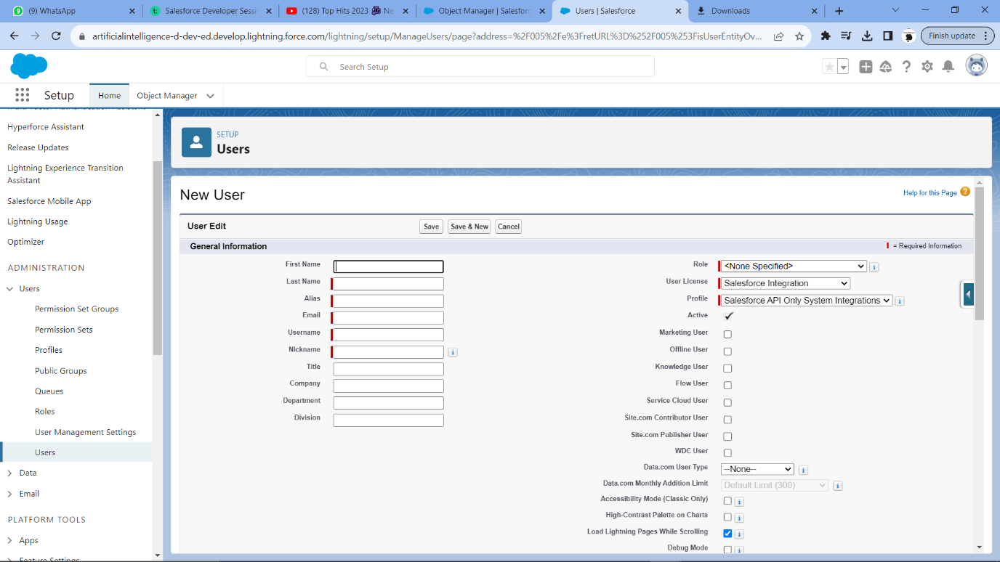 (9) WhatsApp
Salesforce Developer Sessi
(128) Top Hits 2023 Ne
Object Manager | Salesforc
Users | Salesforce
Downloads
artificialintelligence-d-dev-ed.develop.lightning.force.com/lightning/setup/ManageUsers/page?address=%2F005%2Fe%3FretURL%3D%252F005%253FisUserEntityOv...
Finish update
Search Setup
Setup
Home
Object Manager
Hyperforce Assistant
Release Updates
Lightning Experience Transition
Assistant
Salesforce Mobile App
Lightning Usage
Optimizer
ADMINISTRATION
Users
Permission Set Groups
Permission Sets
Profiles
Public Groups
Queues
Roles
User Management Settings
Users
Data
Email
PLATFORM TOOLS
Apps
Feature Settings
SETUP
Users
New User
Help for this Page
User Edit
Save
Save & New
Cancel
General Information
= Required Information
First Name
Last Name
Alias
Email
Username
Nickname
Title
Company
Department
Division
Role <None Specified>
User License Salesforce Integration
Profile Salesforce API Only System Integrations
Active
Marketing User
Offline User
Knowledge User
Flow User
Service Cloud User
Site.com Contributor User
Site.com Publisher User
WDC User
Data.com User Type --None--
Data.com Monthly Addition Limit Default Limit (300)
Accessibility Mode (Classic Only)
High-Contrast Palette on Charts
Load Lightning Pages While Scrolling
Debug Mode